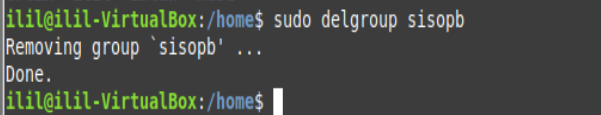 ilil@ilil-VirtualBox:/home$ sudo delgroup sisopb
Removing group `sisopb' ...
Done.
ilil@ilil-VirtualBox:/home$